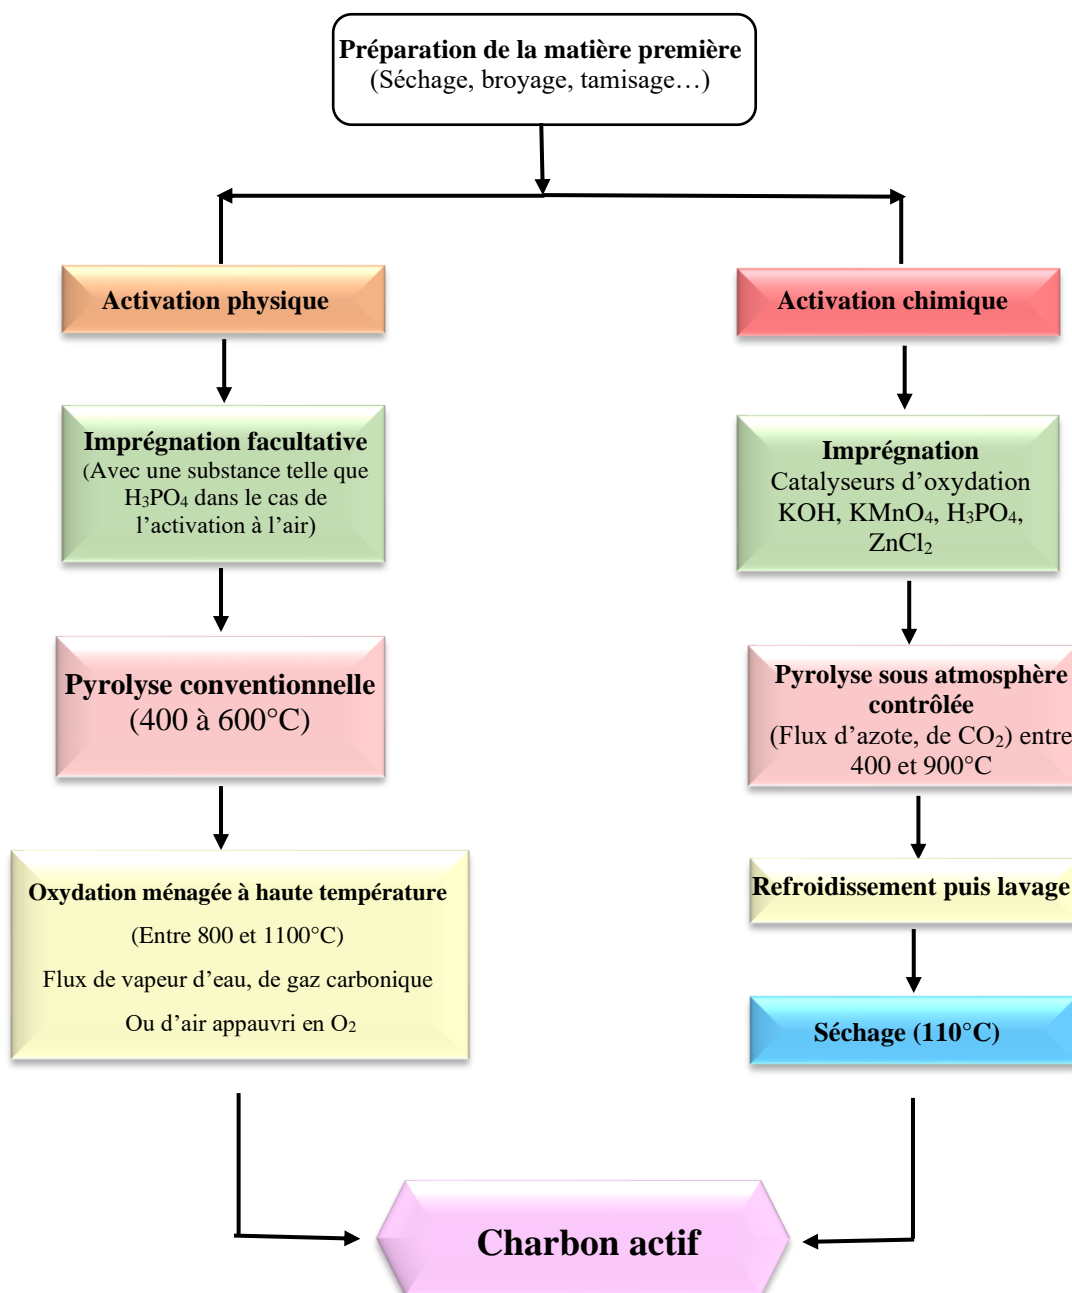 Préparation de la matière première
(Séchage, broyage, tamisage…)
Activation physique
Imprégnation facultative
(Avec une substance telle que
H₃PO₄ dans le cas de
l’activation à l’air)
Pyrolyse conventionnelle
(400 à 600°C)
Oxydation ménagée à haute température
(Entre 800 et 1100°C)
Flux de vapeur d’eau, de gaz carbonique
Ou d’air appauvri en O₂
Activation chimique
Imprégnation
Catalyseurs d’oxydation
KOH, KMnO₄, H₃PO₄,
ZnCl₂
Pyrolyse sous atmosphère
contrôlée
(Flux d’azote, de CO₂) entre
400 et 900°C
Refroidissement puis lavage
Séchage (110°C)
Charbon actif